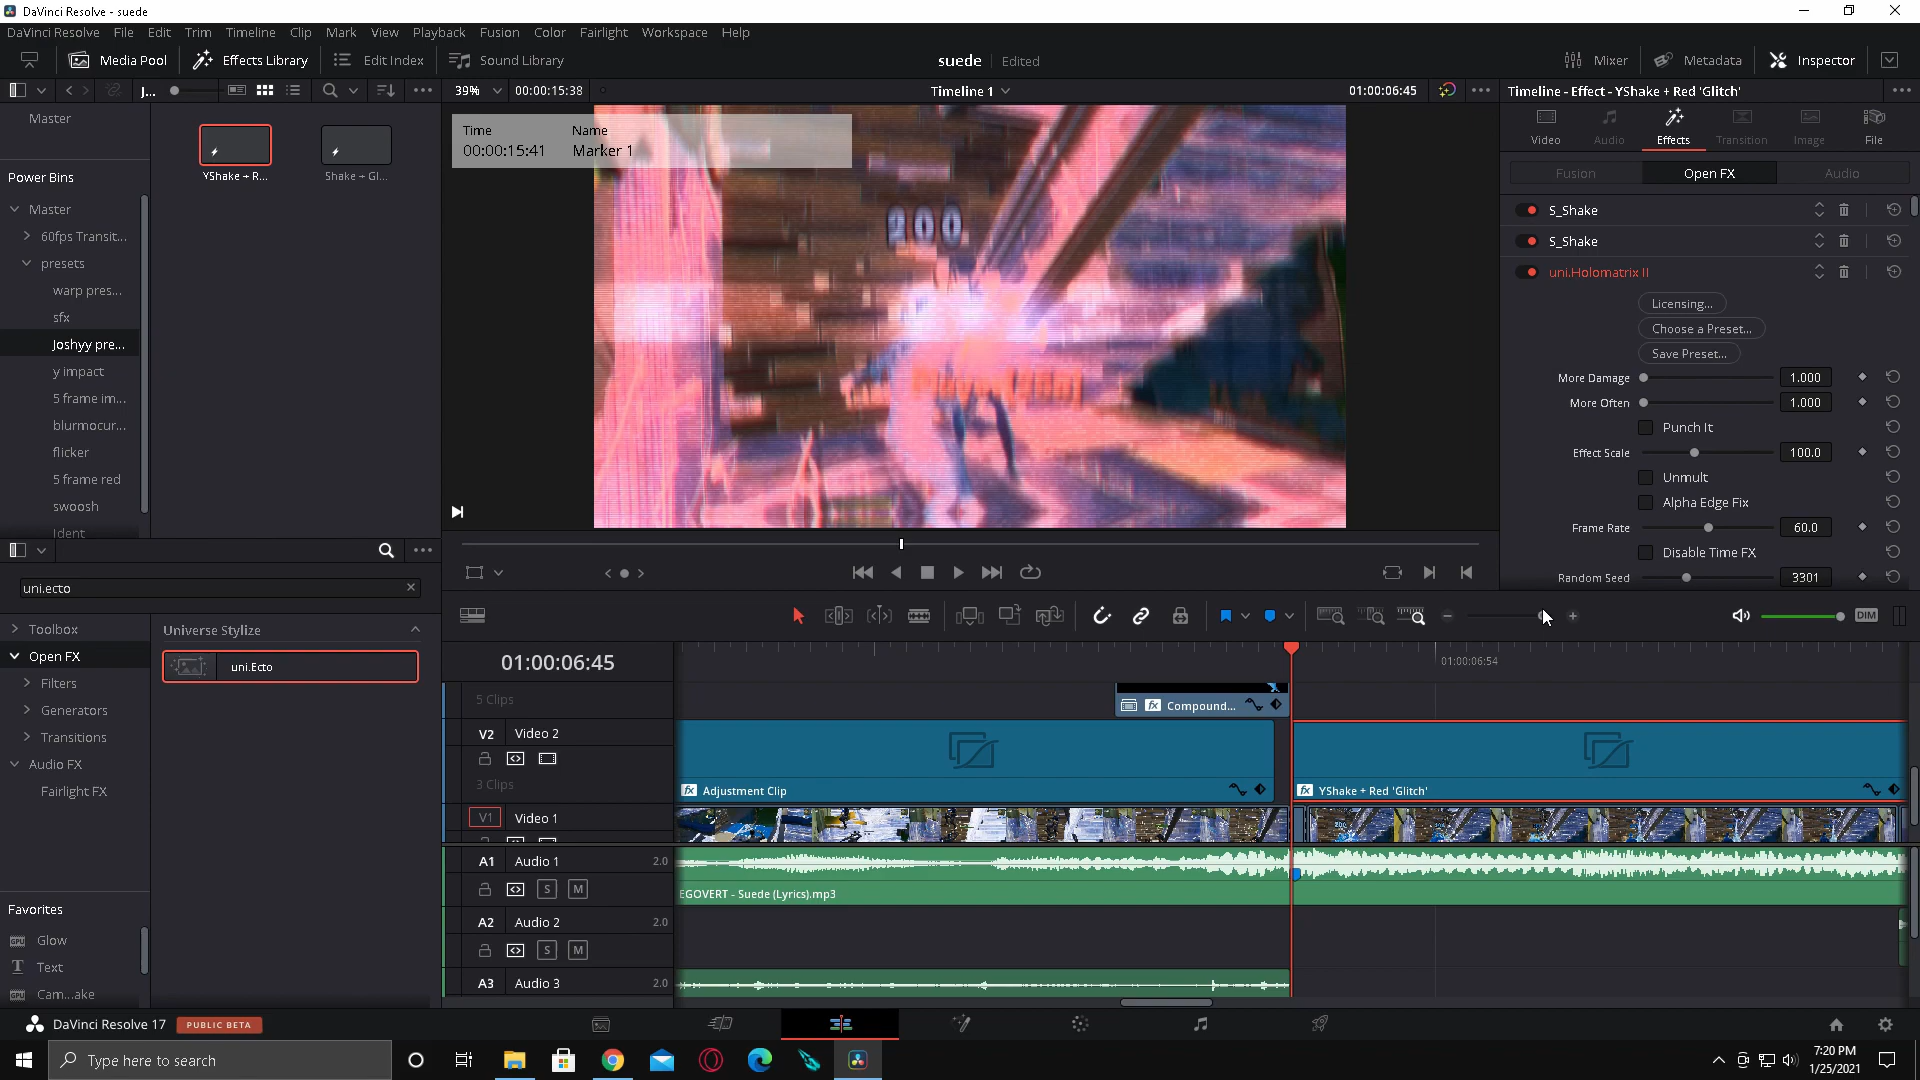 DaVinci Resolve - suede
DaVinci Resolve File Edit Trim Timeline Clip Mark View Playback Fusion Color Fairlight Workspace Help
Media Pool Effects Library Edit Index Sound Library suede Edited Mixer Metadata Inspector
J... 39% 00:00:15:38 Timeline 1 01:00:06:45 Timeline - Effect - YShake + Red 'Glitch'
Master
Power Bins
Master
60fps Transit...
presets
warp pres...
sfx
Joshyy pre...
y impact
5 frame im...
blurmocur...
flicker
5 frame red
swoosh
Ident
YShake + R...
Shake + Gl...
Time Name
00:00:15:41 Marker 1
200
Video Audio Effects Transition Image File
Fusion Open FX Audio
S_Shake
S_Shake
uni.Holomatrix II
Licensing...
Choose a Preset...
Save Preset...
More Damage 1.000
More Often 1.000
Punch It
Effect Scale 100.0
Unmult
Alpha Edge Fix
Frame Rate 60.0
Disable Time FX
Random Seed 3301
uni.ecto
Toolbox
Open FX
Filters
Generators
Transitions
Audio FX
Fairlight FX
Favorites
Glow
Text
Cam...ake
Universe Stylize
uni.Ecto
DIM
01:00:06:45
01:00:06:54
5 Clips
Compound...
V2 Video 2
3 Clips
fx Adjustment Clip
fx YShake + Red 'Glitch'
V1 Video 1
A1 Audio 1 2.0
S M
EGOVERT - Suede (Lyrics).mp3
A2 Audio 2 2.0
S M
A3 Audio 3 2.0
DaVinci Resolve 17 PUBLIC BETA
Type here to search
7:20 PM
1/25/2021